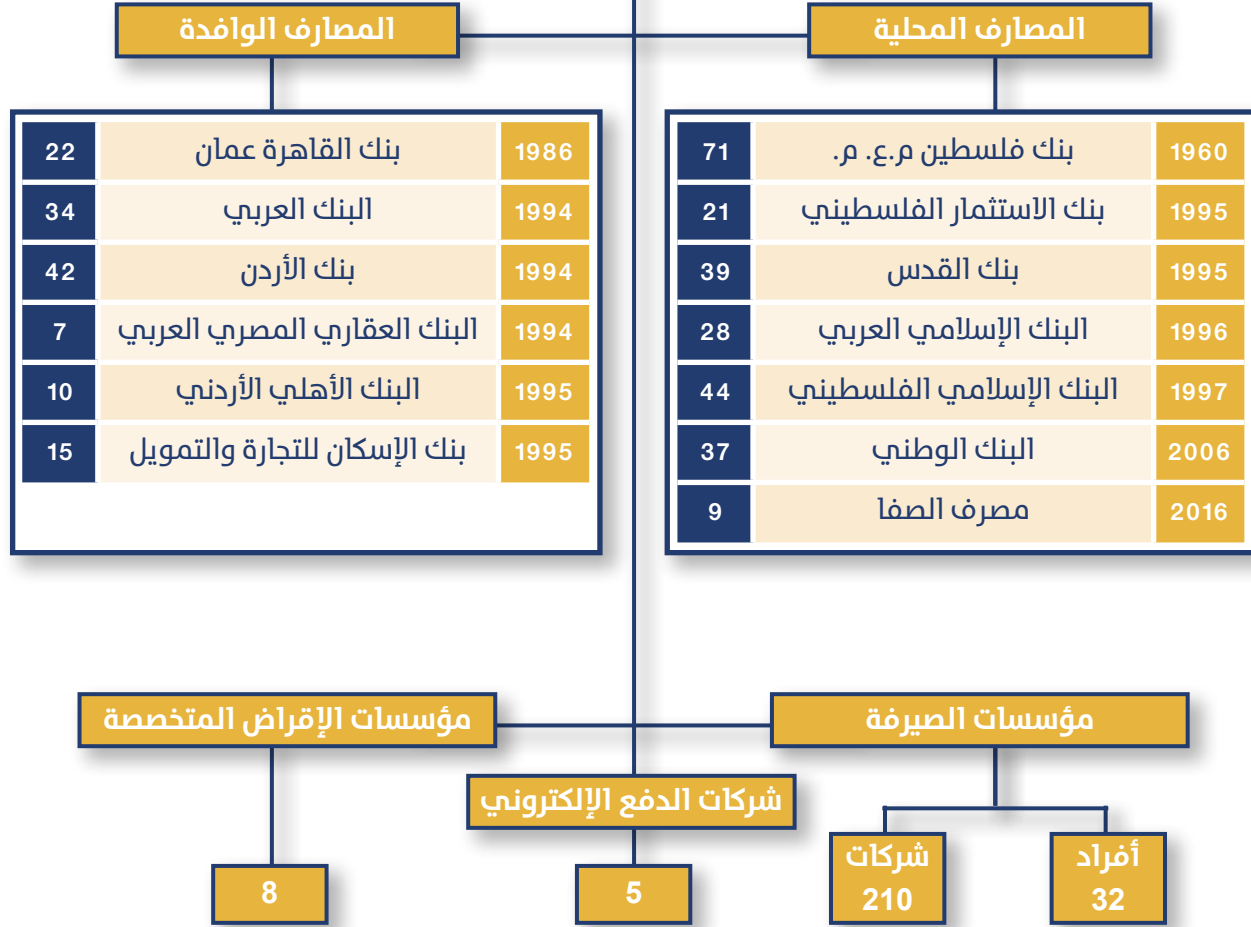 المصارف المحلية
1960 بنك فلسطين م.ع. م. 71
1995 بنك الاستثمار الفلسطيني 21
1995 بنك القدس 39
1996 البنك الإسلامي العربي 28
1997 البنك الإسلامي الفلسطيني 44
2006 البنك الوطني 37
2016 مصرف الصفا 9
المصارف الوافدة
1986 بنك القاهرة عمان 22
1994 البنك العربي 34
1994 بنك الأردن 42
1994 البنك العقاري المصري العربي 7
1995 البنك الأهلي الأردني 10
1995 بنك الإسكان للتجارة والتمويل 15
مؤسسات الصيرفة
أفراد
32
شركات
210
شركات الدفع الإلكتروني
5
مؤسسات الإقراض المتخصصة
8